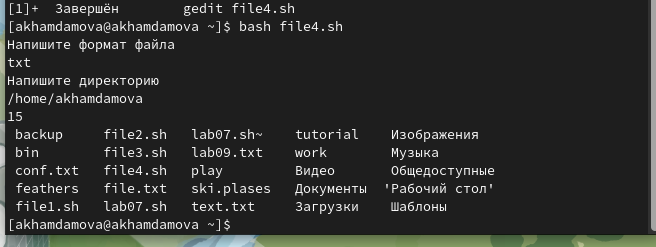 [1]+  Завершён        gedit file4.sh
[akhamdamova@akhamdamova ~]$ bash file4.sh
Напишите формат файла
txt
Напишите директорию
/home/akhamdamova
15
 backup     file2.sh   lab07.sh~    tutorial    Изображения
 bin        file3.sh   lab09.txt    work        Музыка
 conf.txt   file4.sh   play         Видео       Общедоступные
 feathers   file.txt   ski.plases   Документы  'Рабочий стол'
 file1.sh   lab07.sh   text.txt     Загрузки    Шаблоны
[akhamdamova@akhamdamova ~]$